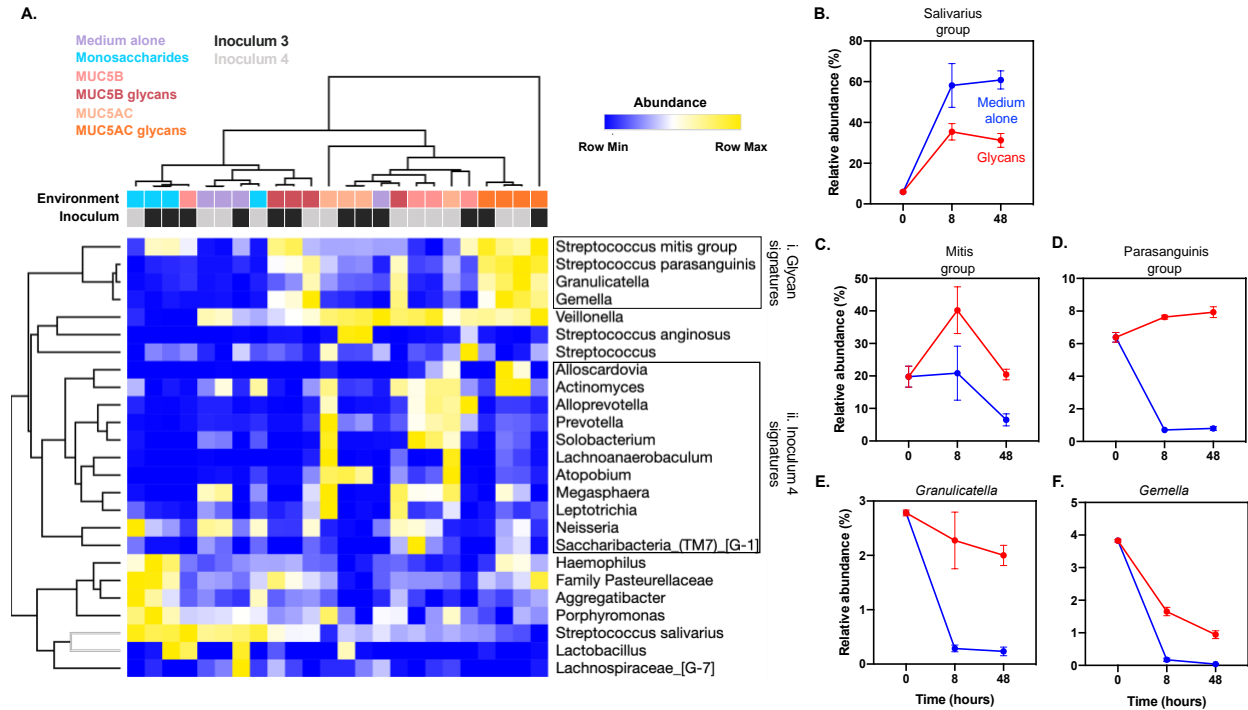 A.
Medium alone
Monosaccharides
MUC5B
MUC5B glycans
MUC5AC
MUC5AC glycans
Inoculum 3
Inoculum 4
Abundance
Row Min
Row Max
Environment
Inoculum
Streptococcus mitis group
Streptococcus parasanguinis
Granulicatella
Gemella
Veillonella
Streptococcus anginosus
Streptococcus
Alloscardovia
Actinomyces
Alloprevotella
Prevotella
Solobacterium
Lachnoanaerobaculum
Atopobium
Megasphaera
Leptotrichia
Neisseria
Saccharibacteria_(TM7)_[G-1]
Haemophilus
Family Pasteurellaceae
Aggregatibacter
Porphyromonas
Streptococcus salivarius
Lactobacillus
Lachnospiraceae_[G-7]
i. Glycan
signatures
ii. Inoculum 4
signatures
B.
Salivarius
group
Relative abundance (%)
80
60
40
20
0
Medium
alone
Glycans
0 8 48
C.
Mitis
group
Relative abundance (%)
50
40
30
20
10
0
0 8 48
D.
Parasanguinis
group
10
8
6
4
2
0
0 8 48
E.
Granulicatella
Relative abundance (%)
3
2
1
0
0 8 48
Time (hours)
F.
Gemella
5
4
3
2
1
0
0 8 48
Time (hours)